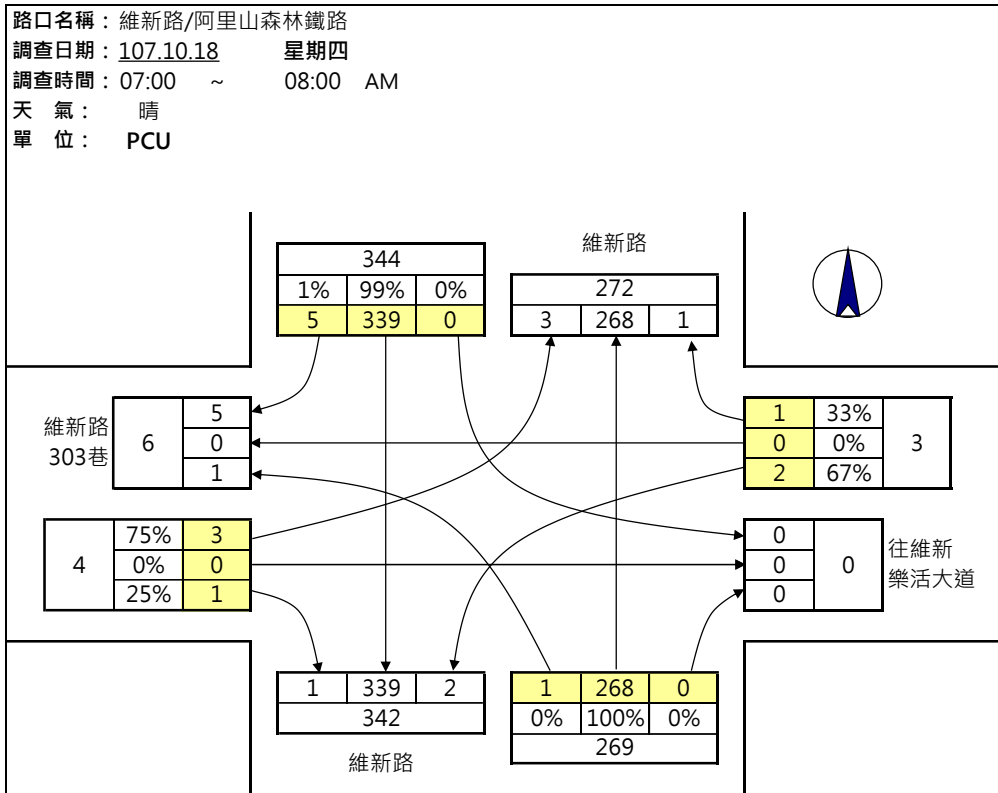 路口名稱：維新路/阿里山森林鐵路
調查日期：107.10.18 星期四
調查時間：07:00 ~ 08:00 AM
天 氣： 晴
單 位： PCU
344
維新路
1% 99% 0%
272
5 339 0
3 268 1
維新路
303巷
6
5
0
1
1 33%
0 0%
2 67%
3
4
75% 3
0% 0
25% 1
0
0
0
0
往維新
樂活大道
1 339 2
1 268 0
342
0% 100% 0%
269
維新路